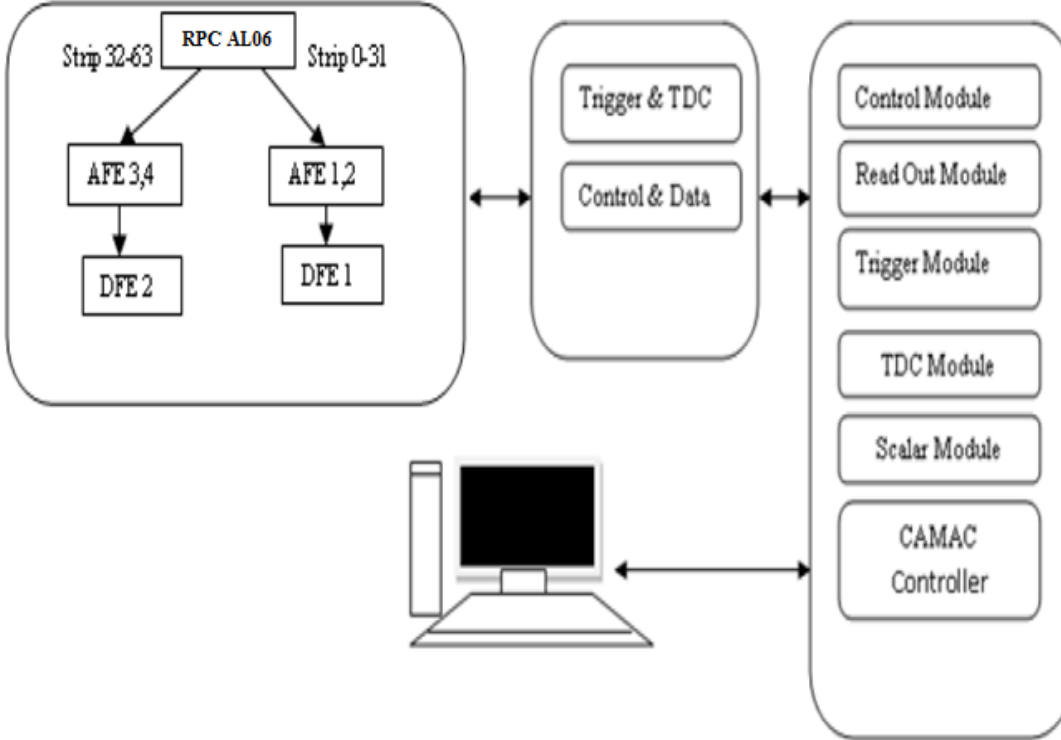 RPC AL06
Strip 32-63
Strip 0-31
AFE 3,4
AFE 1,2
DFE 2
DFE 1
Trigger & TDC
Control & Data
Control Module
Read Out Module
Trigger Module
TDC Module
Scalar Module
CAMAC
Controller